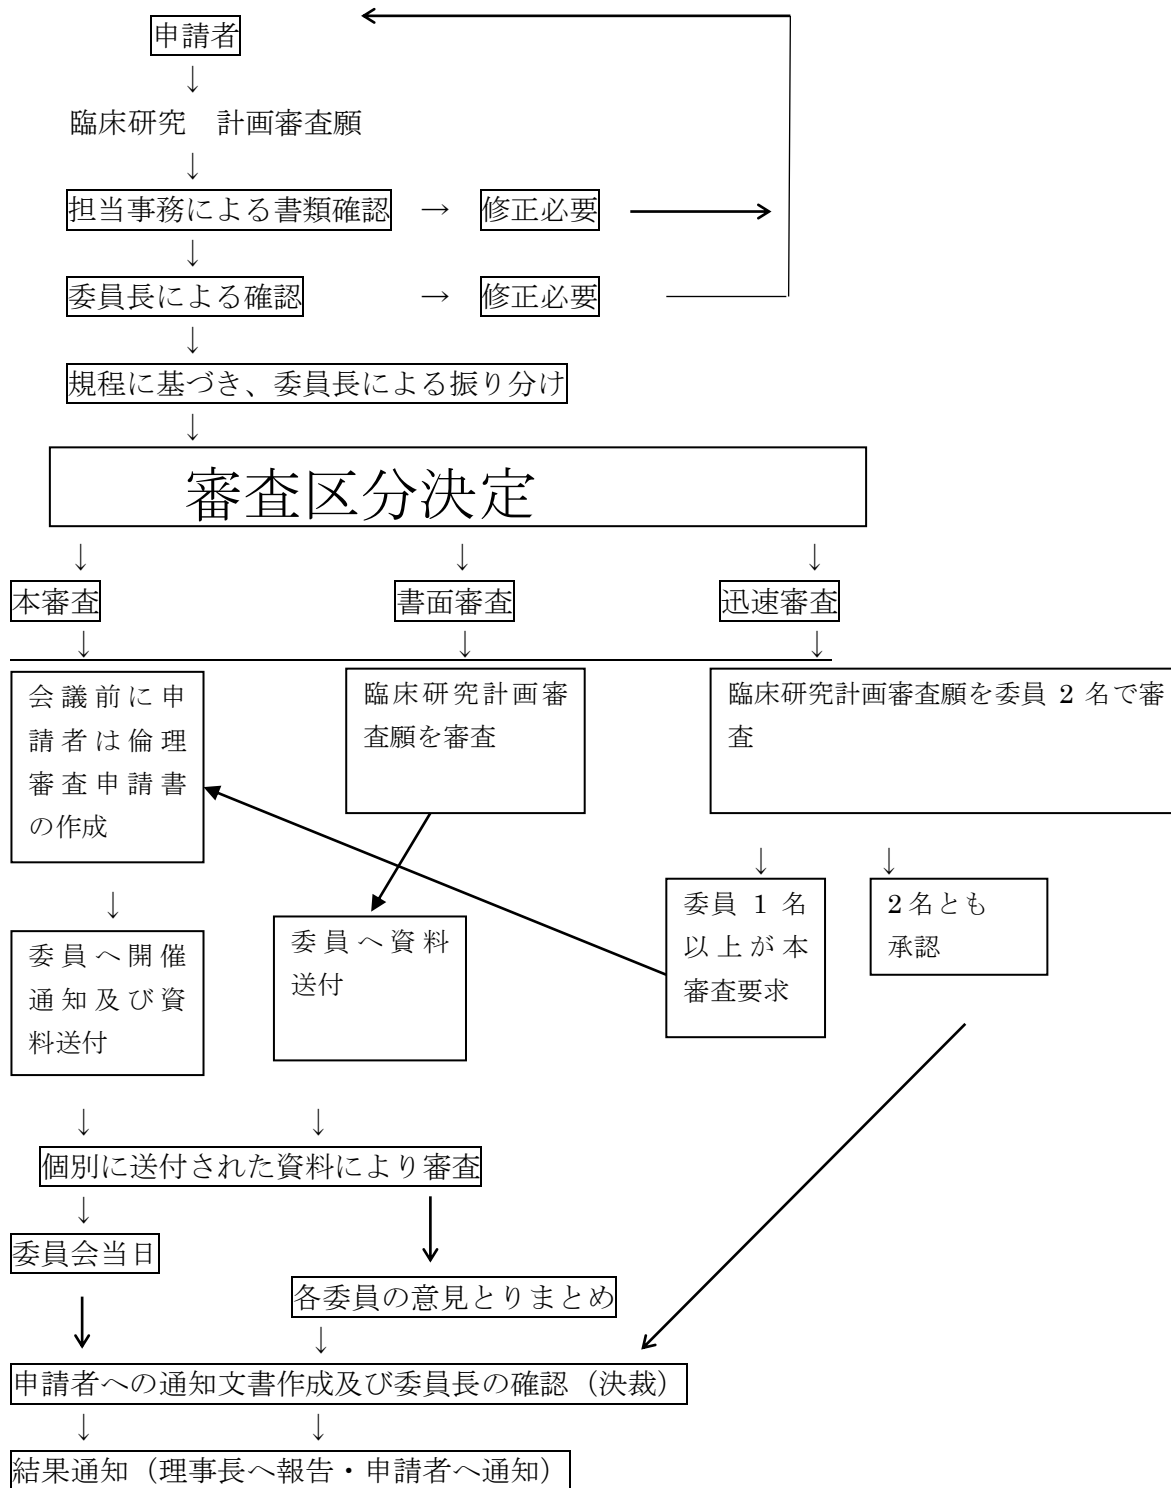 申請者
↓
臨床研究　計画審査願
↓
担当事務による書類確認　→　修正必要
↓
委員長による確認　→　修正必要
↓
規程に基づき、委員長による振り分け
↓
審査区分決定
↓　↓　↓
本審査　書面審査　迅速審査
↓　↓　↓
会議前に申
請者は倫理
審査申請書
の作成
臨床研究計画審
査願を審査
臨床研究計画審査願を委員 2 名で審
査
↓　↓
↓
委員 1 名
以上が本
審査要求
2名とも
承認
委員へ開催
通知及び資
料送付
委員へ資料
送付
↓　↓
個別に送付された資料により審査
↓
委員会当日
各委員の意見とりまとめ
↓
申請者への通知文書作成及び委員長の確認（決裁）
↓　↓
結果通知（理事長へ報告・申請者へ通知）